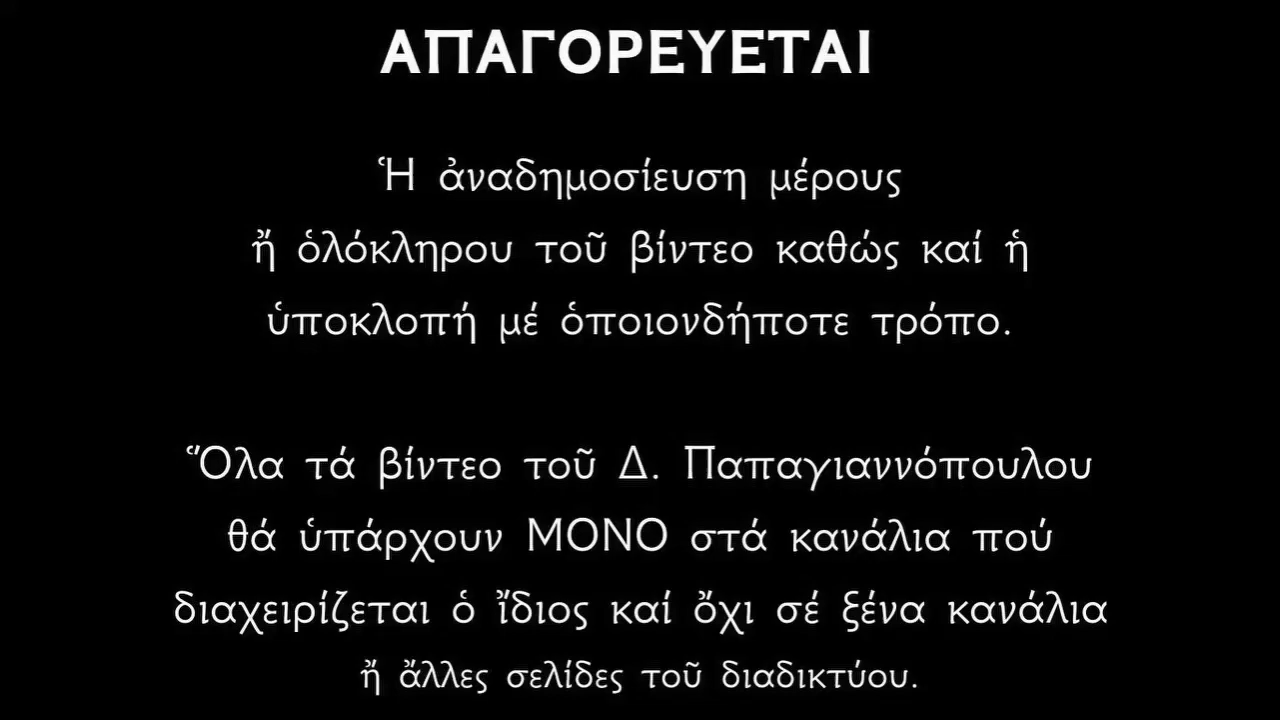 ΑΠΑΓΟΡΕΥΕΤΑΙ
Ἡ ἀναδημοσίευση μέρους
ἤ ὁλόκληρου τοῦ βίντεο καθώς καί ἡ
ὑποκλοπή μέ ὁποιονδήποτε τρόπο.
Ὅλα τά βίντεο τοῦ Δ. Παπαγιαννόπουλου
θά ὑπάρχουν ΜΟΝΟ στά κανάλια πού
διαχειρίζεται ὁ ἴδιος καί ὄχι σέ ξένα κανάλια
ἤ ἄλλες σελίδες τοῦ διαδικτύου.